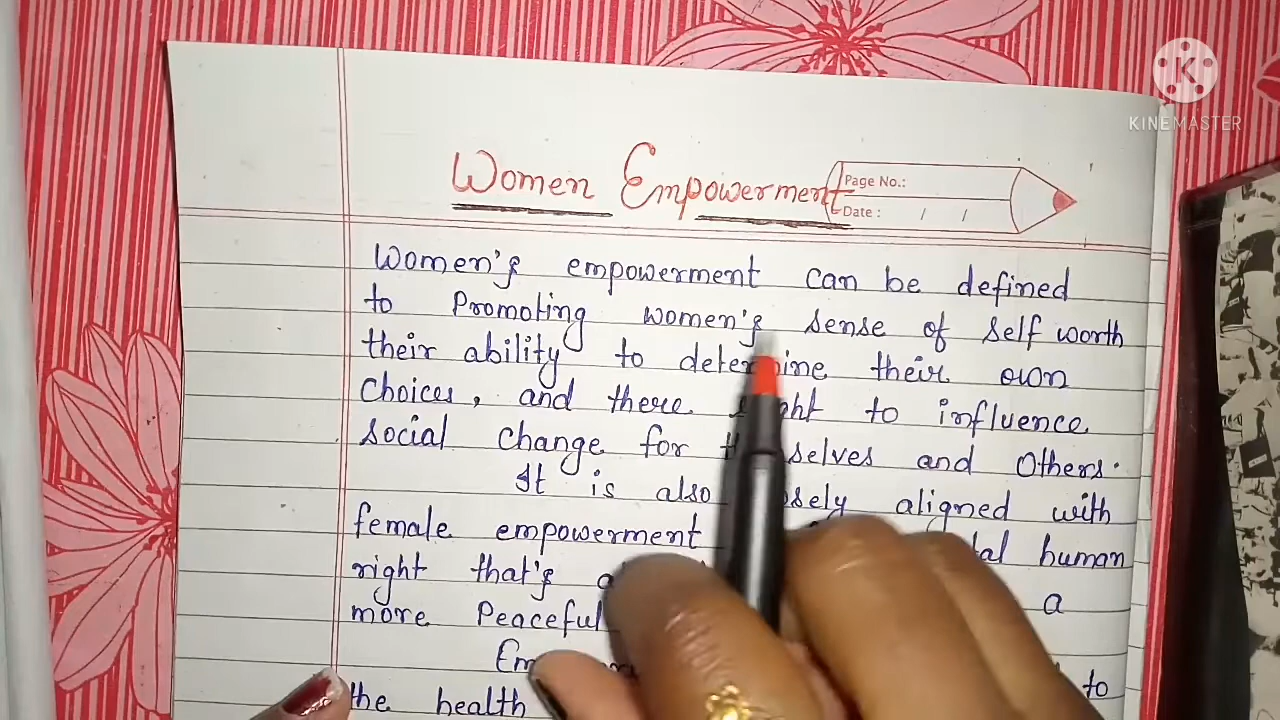 KINEMASTER
Women Empowerment
Page No.:
Date : / /
Women's empowerment can be defined
to Promoting women's sense of self worth
their ability to determine their own
Choices, and there to influence
social change for selves and Others.
It is also aligned with
female empowerment human
right that's a
more Peaceful
to
the health